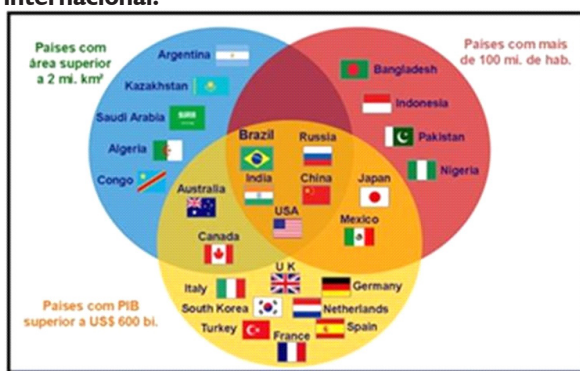 internacional.
Países com
área superior
a 2 mi. km²
Países com mais
de 100 mi. de hab.
Argentina
Kazakhstan
Saudi Arabia
Algeria
Congo
Bangladesh
Indonesia
Pakistan
Nigeria
Brazil
Russia
India
China
USA
Japan
Mexico
Australia
Canada
U K
Italy
Germany
South Korea
Netherlands
Turkey
France
Spain
Países com PIB
superior a US$ 600 bi.